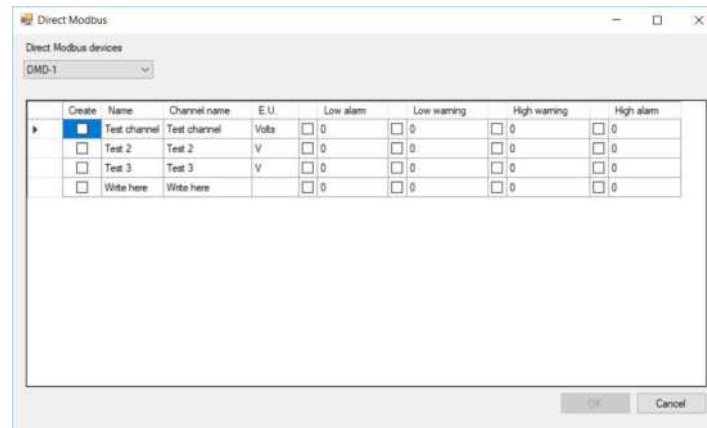 Direct Modbus
Direct Modbus devices
DMD-1
Create Name Channel name E.U. Low alarm Low warning High warning High alarm
Test channel Test channel Volts 0 0 0 0
Test 2 Test 2 V 0 0 0 0
Test 3 Test 3 V 0 0 0 0
Write here Write here 0 0 0 0
OK Cancel